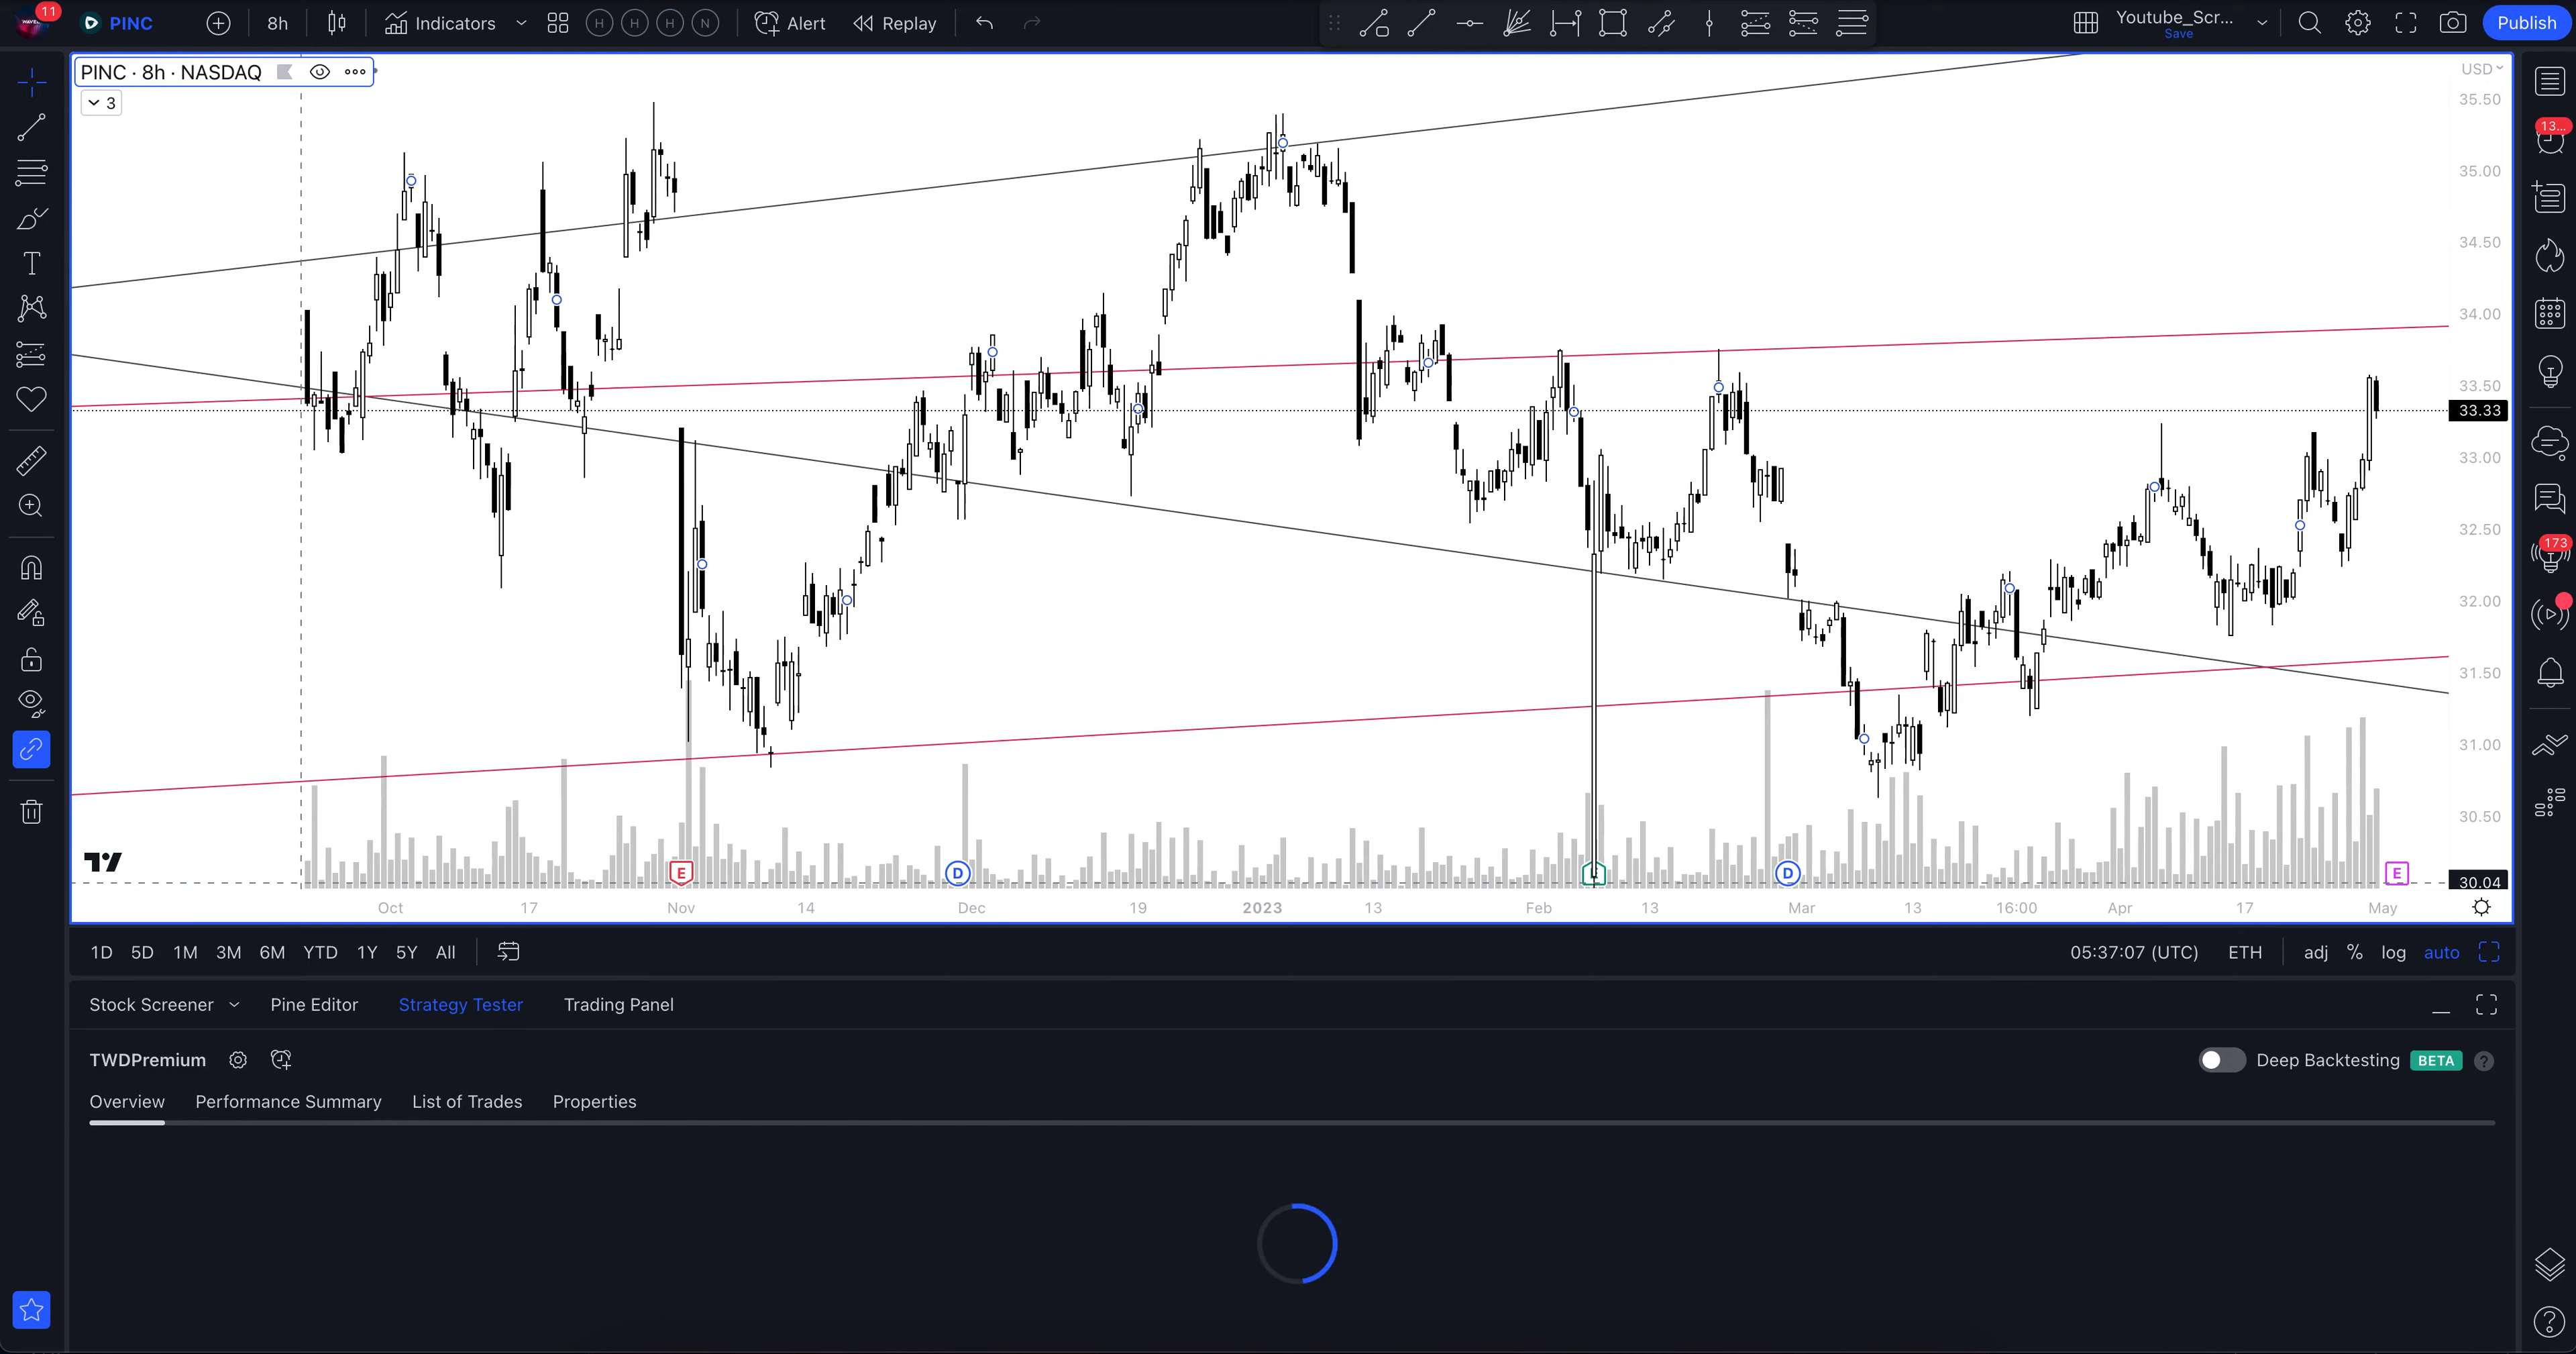 11
PINC
8h
Indicators
H
H
H
N
Alert
Replay
Youtube_Scr...
Save
Publish
PINC · 8h · NASDAQ
3
USD
35.50
35.00
34.50
34.00
33.50
33.33
33.00
32.50
32.00
31.50
31.00
30.50
30.04
E
D
D
E
Oct 17 Nov 14 Dec 19 2023 13 Feb 13 Mar 13 16:00 Apr 17 May
13...
173
1D 5D 1M 3M 6M YTD 1Y 5Y All
05:37:07 (UTC) ETH adj % log auto
Stock Screener Pine Editor Strategy Tester Trading Panel
TWDPremium
Deep Backtesting BETA ?
Overview Performance Summary List of Trades Properties